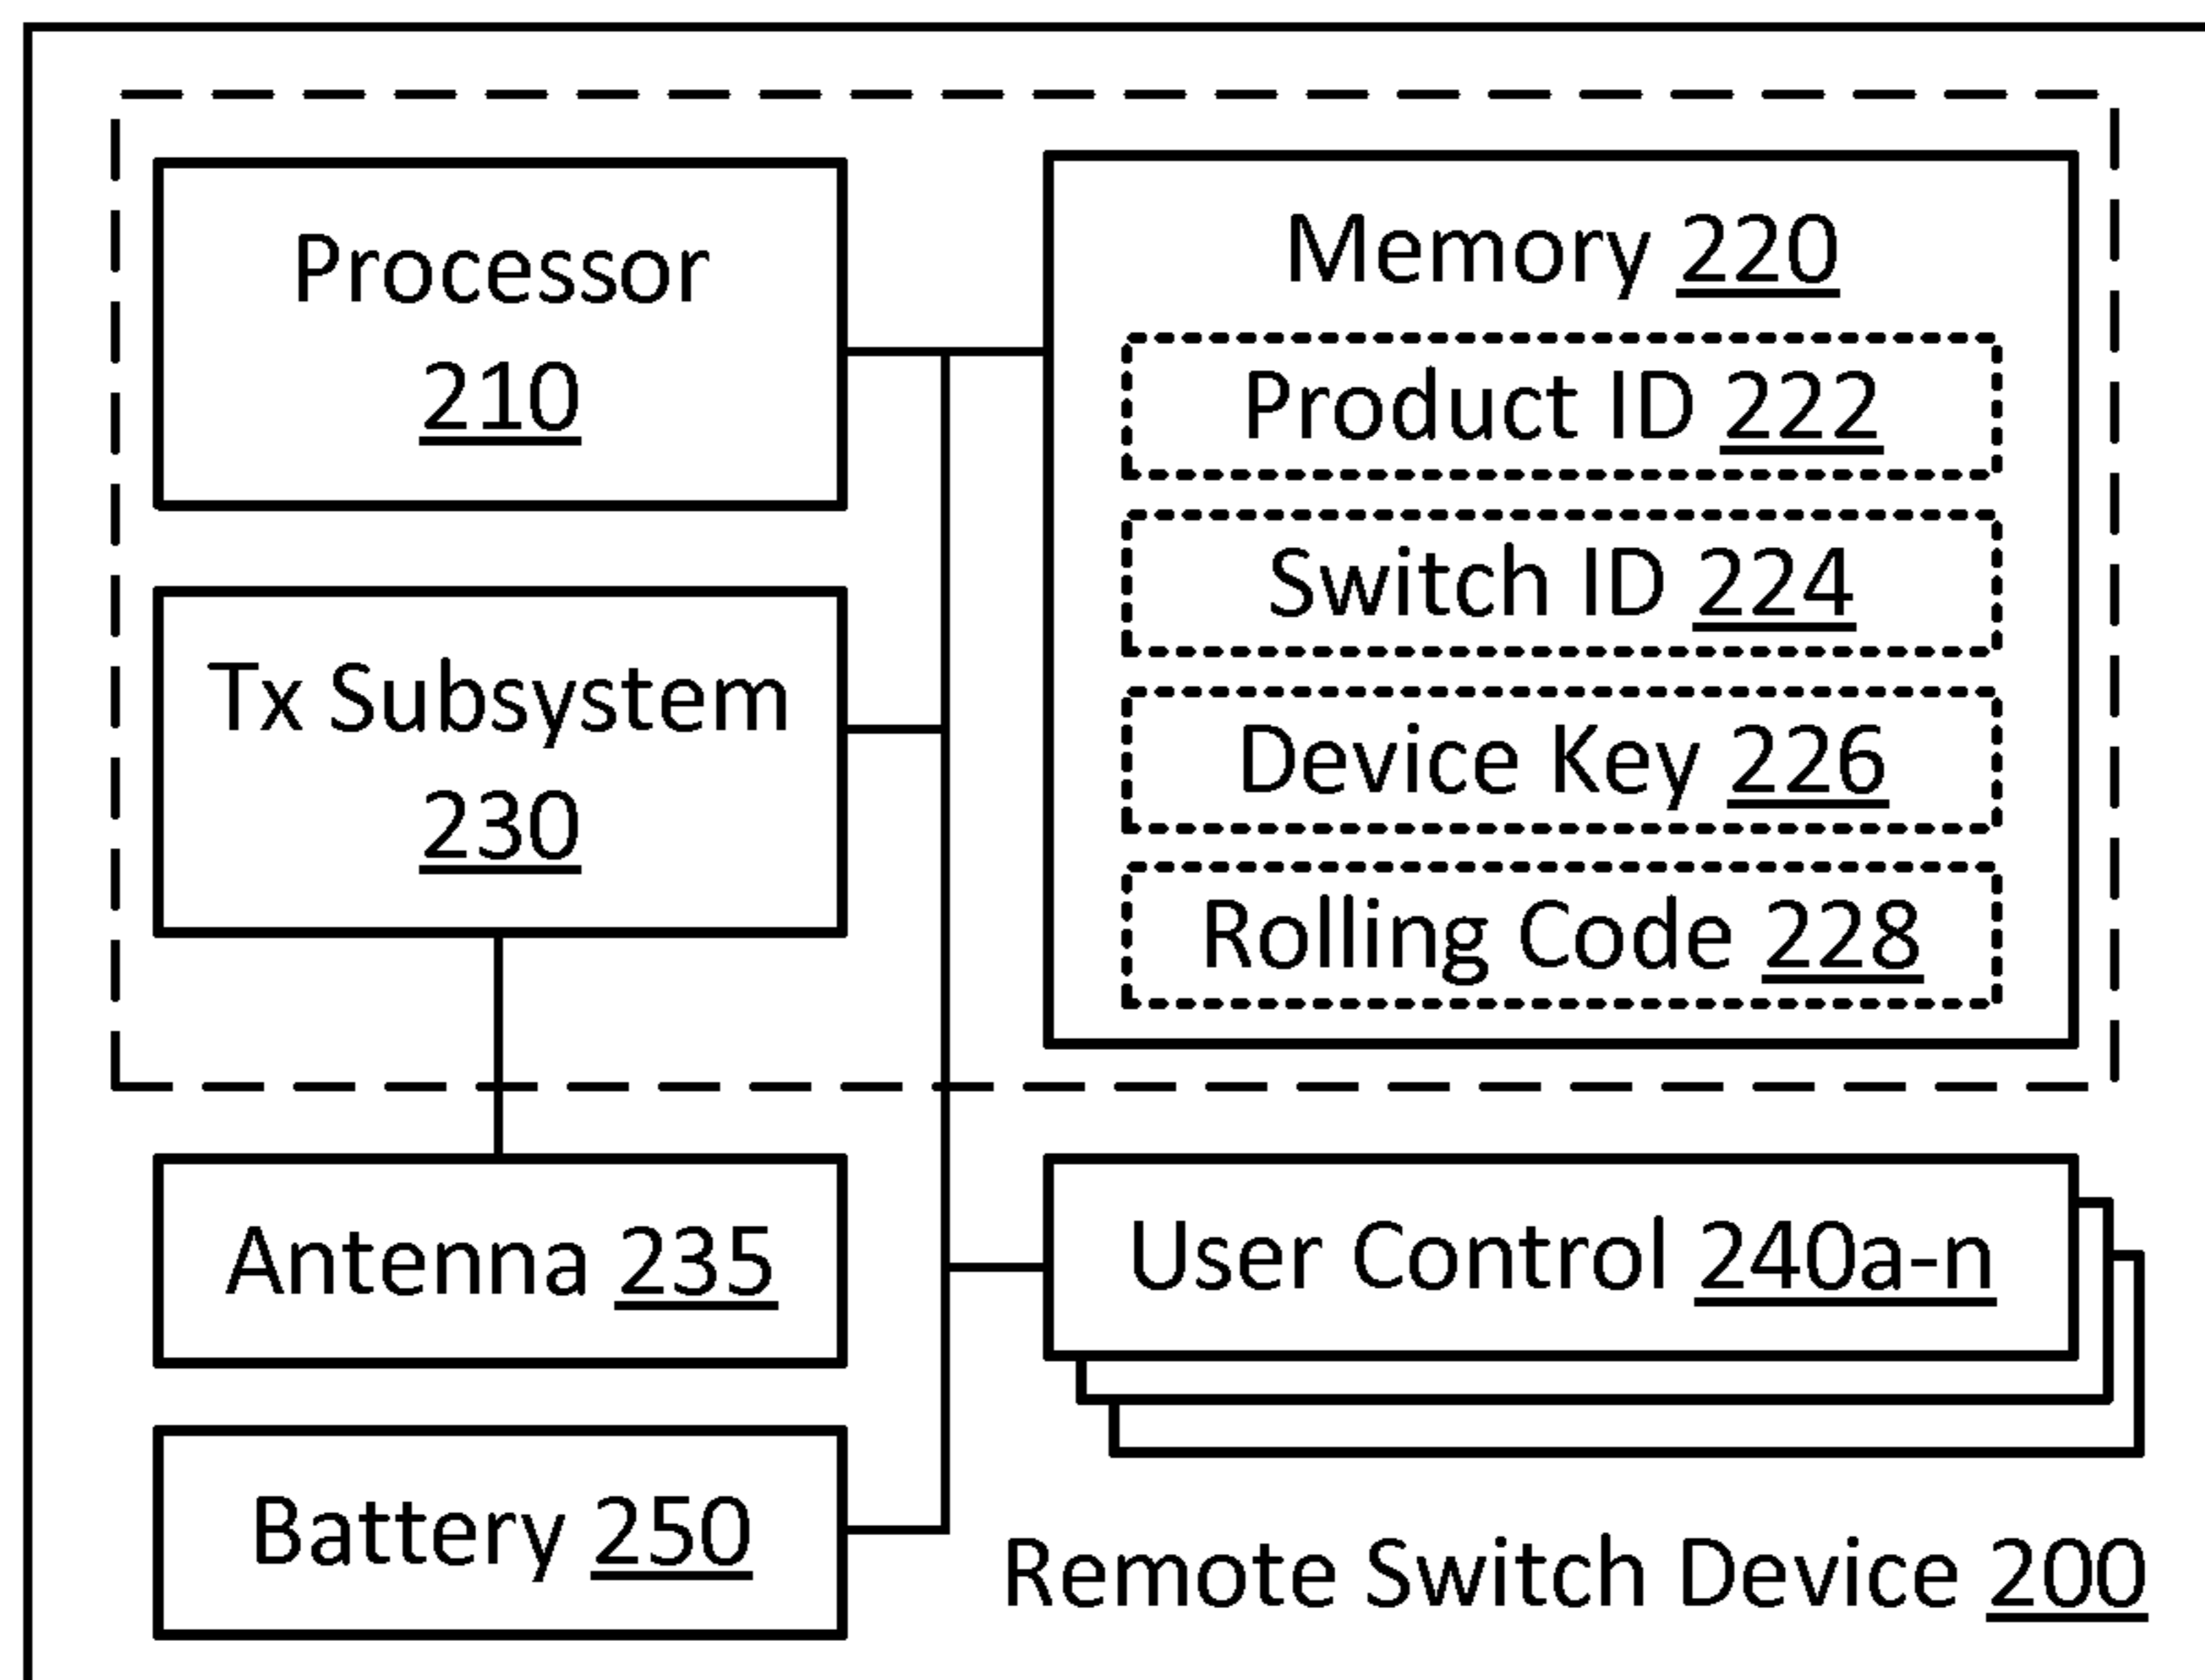 Processor
210
Memory 220
Product ID 222
Switch ID 224
Device Key 226
Rolling Code 228
Tx Subsystem
230
Antenna 235
User Control 240a-n
Battery 250
Remote Switch Device 200